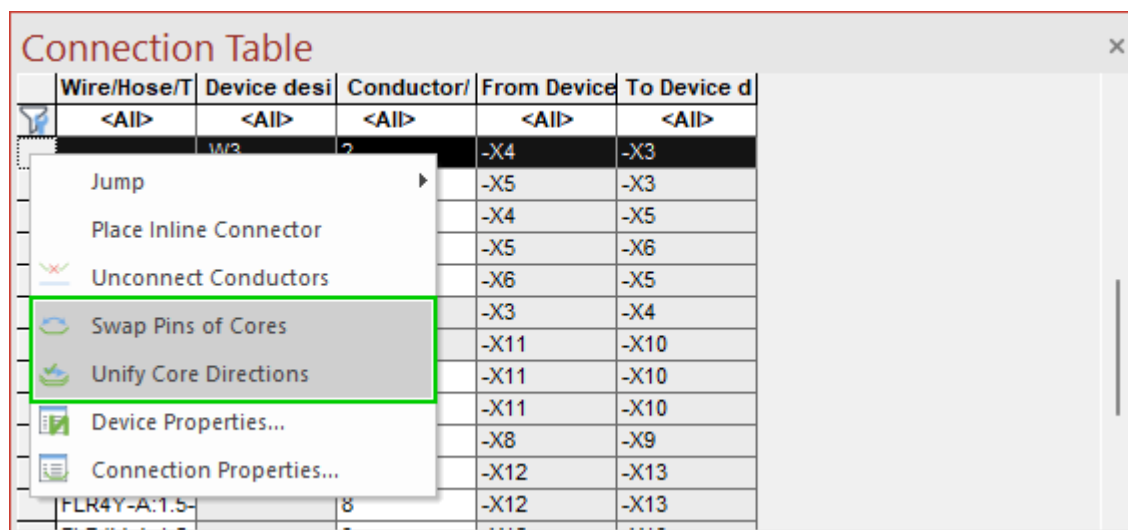 Connection Table
Wire/Hose/T Device desi Conductor/ From Device To Device d
<All> <All> <All> <All> <All>
W3 2 -X4 -X3
Jump -X5 -X3
-X4 -X5
Place Inline Connector
-X5 -X6
Unconnect Conductors -X6 -X5
-X3 -X4
Swap Pins of Cores
-X11 -X10
Unify Core Directions -X11 -X10
-X11 -X10
Device Properties...
-X8 -X9
Connection Properties... -X12 -X13
FLR4Y-A:1.5- 8 -X12 -X13